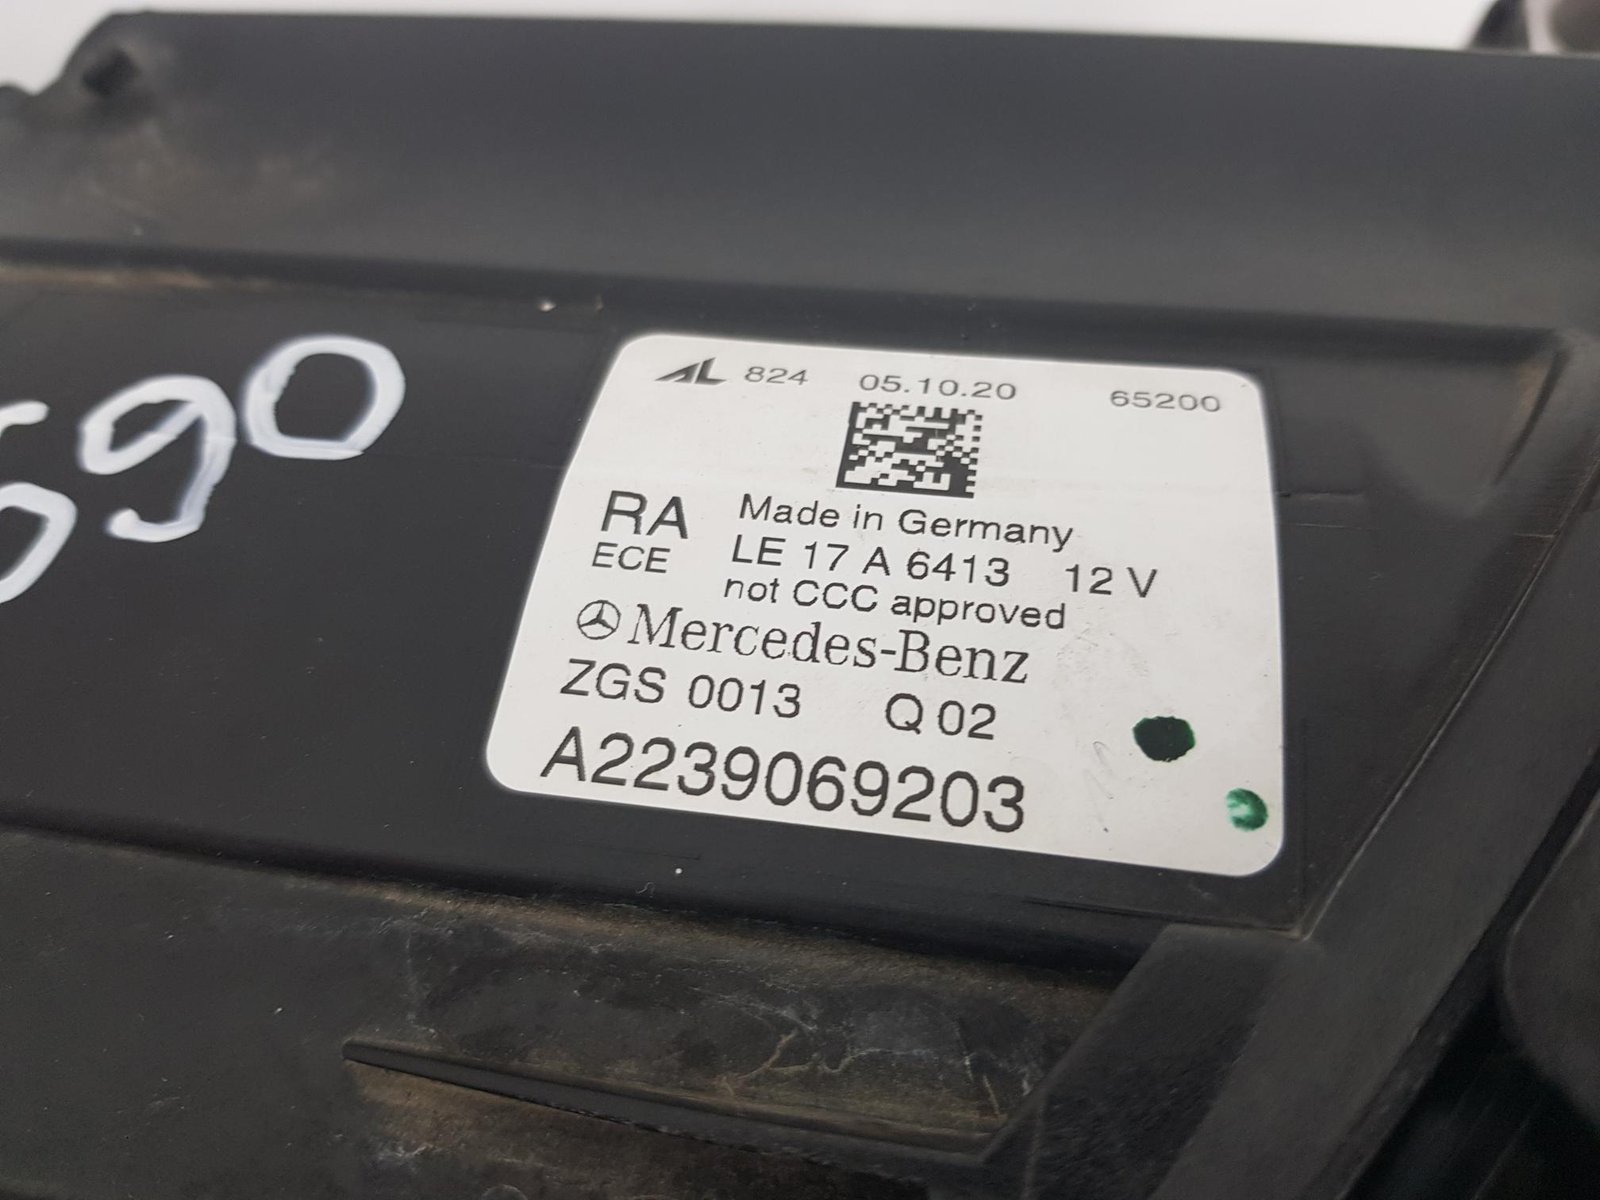 690
AL 824 05.10.20 65200
RA Made in Germany
ECE LE 17 A 6413 12 V
not CCC approved
Mercedes-Benz
ZGS 0013 Q 02
A2239069203